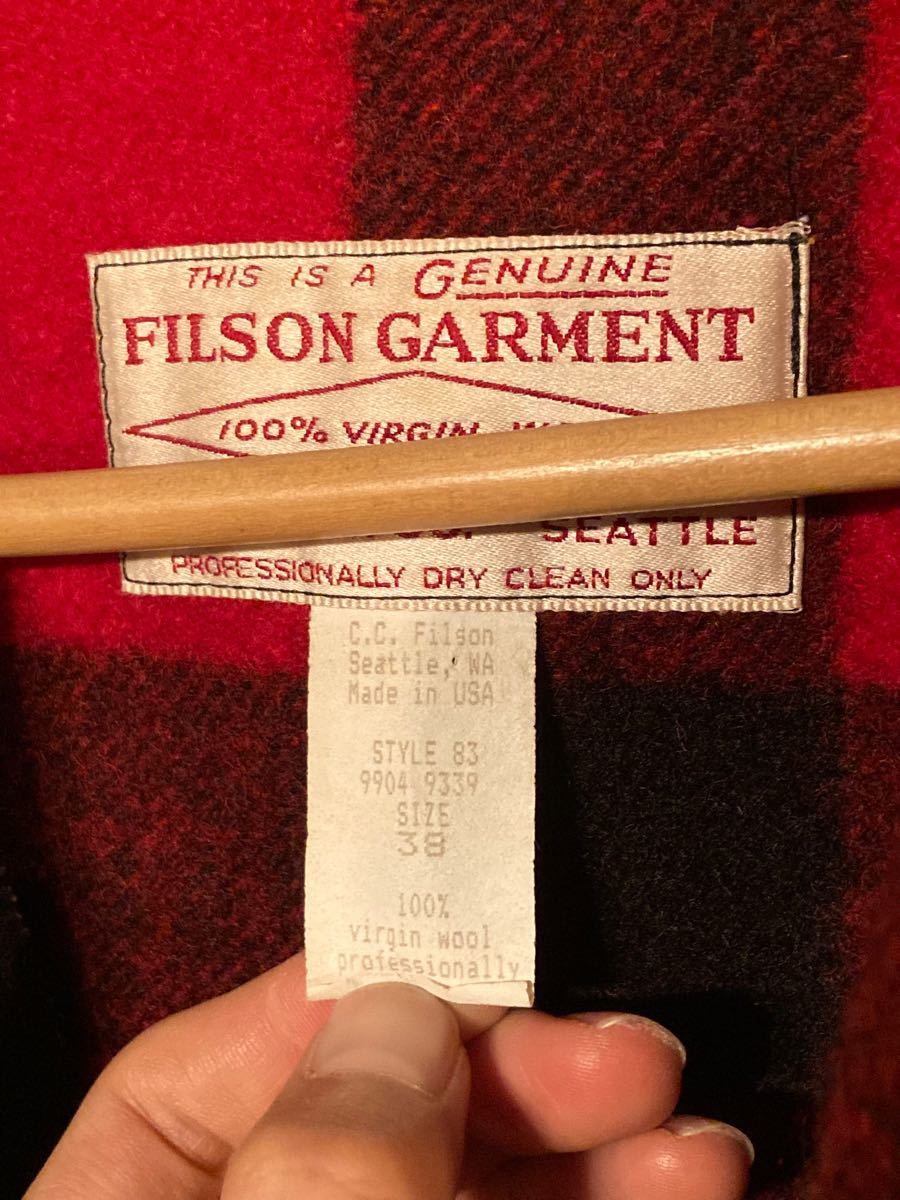 THIS IS A GENUINE
FILSON GARMENT
100% VIRGIN
SEATTLE
PROFESSIONALLY DRY CLEAN ONLY
C.C. Filson
Seattle, WA
Made in USA
STYLE 83
9904 9339
SIZE
38
100%
virgin wool
professionally